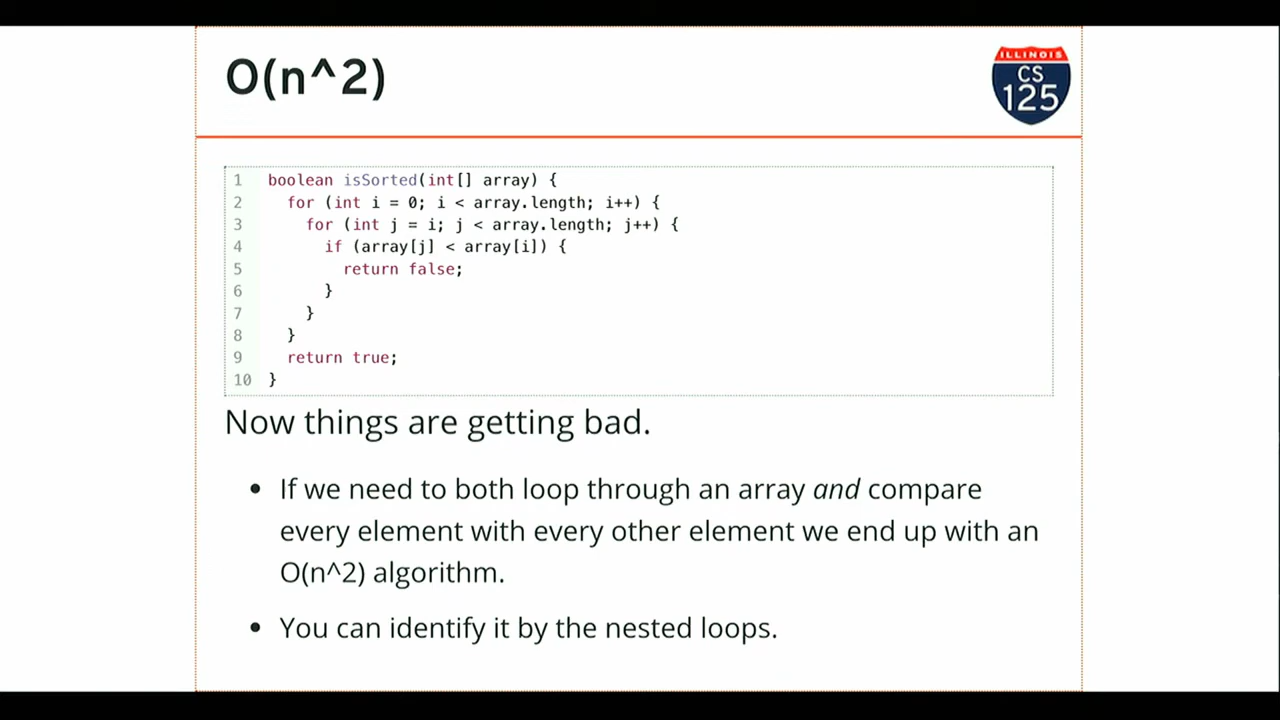 O(n^2)
ILLINOIS
CS
125
1 boolean isSorted(int[] array) {
2   for (int i = 0; i < array.length; i++) {
3     for (int j = i; j < array.length; j++) {
4       if (array[j] < array[i]) {
5         return false;
6       }
7     }
8   }
9   return true;
10 }
Now things are getting bad.
• If we need to both loop through an array and compare
every element with every other element we end up with an
O(n^2) algorithm.
• You can identify it by the nested loops.